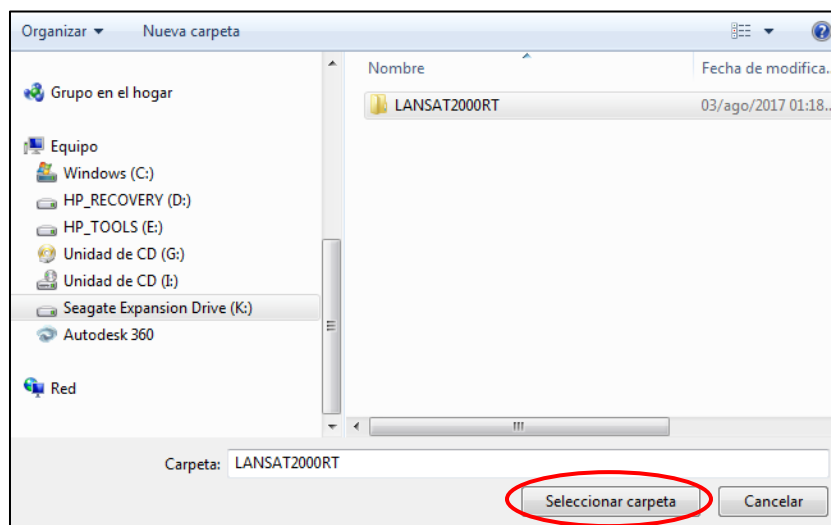 Organizar Nueva carpeta
Grupo en el hogar
Equipo
Windows (C:)
HP_RECOVERY (D:)
HP_TOOLS (E:)
Unidad de CD (G:)
Unidad de CD (I:)
Seagate Expansion Drive (K:)
Autodesk 360
Red
Nombre Fecha de modifica...
LANSAT2000RT 03/ago/2017 01:18...
Carpeta: LANSAT2000RT
Seleccionar carpeta Cancelar